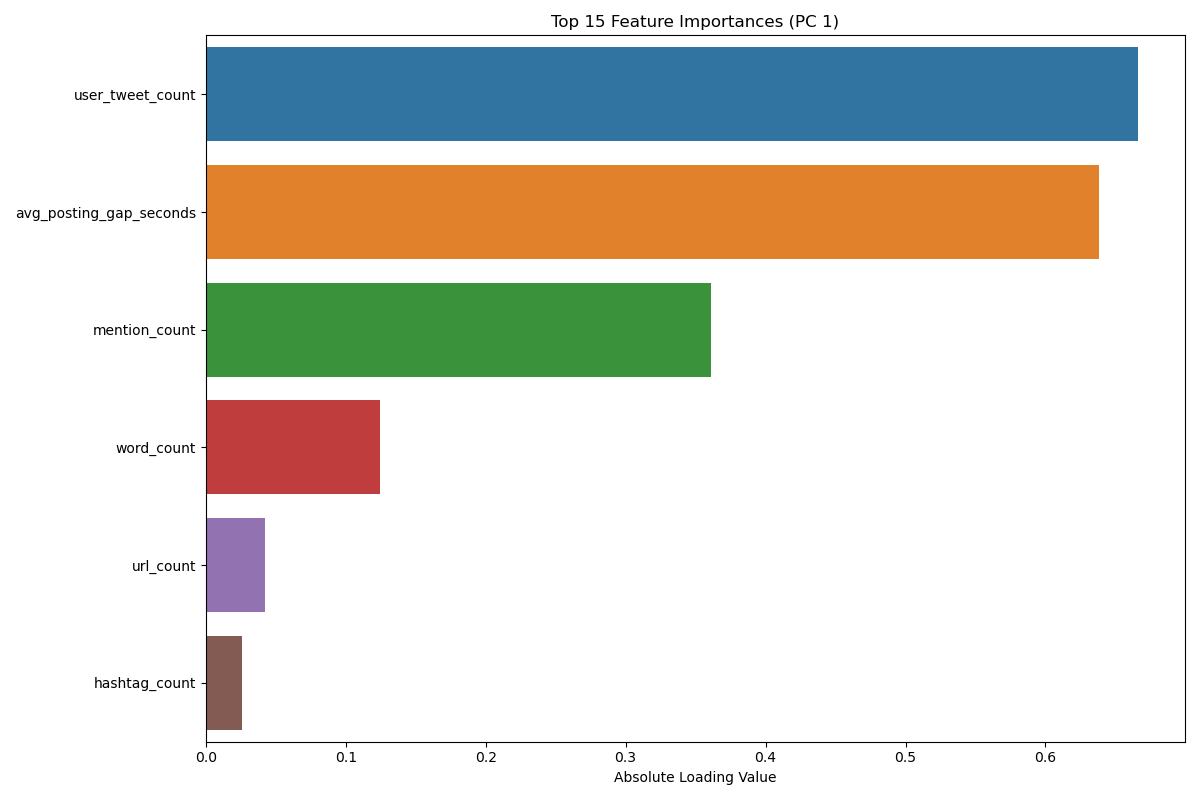 Top 15 Feature Importances (PC 1)
user_tweet_count
avg_posting_gap_seconds
mention_count
word_count
url_count
hashtag_count
0.0 0.1 0.2 0.3 0.4 0.5 0.6
Absolute Loading Value